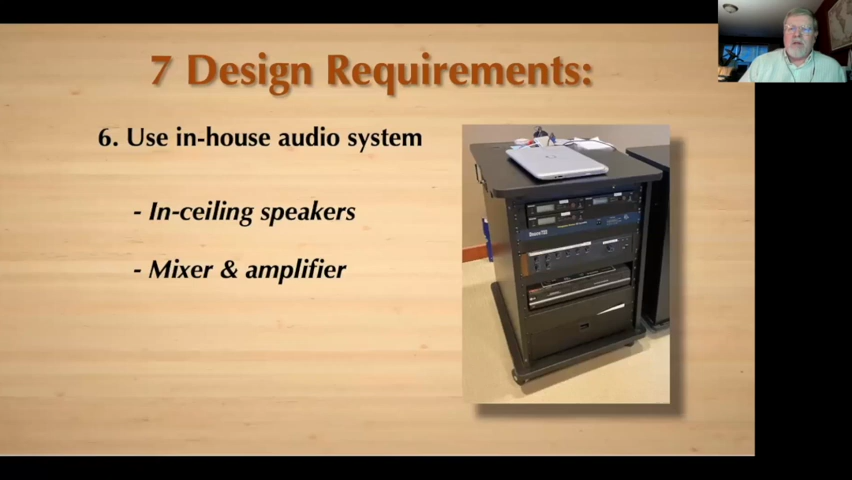 7 Design Requirements:
6. Use in-house audio system
- In-ceiling speakers
- Mixer & amplifier